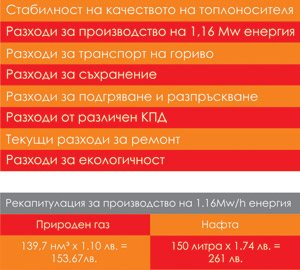 Стабилност на качеството на топлоносителя
Разходи за производство на 1,16 Mw енергия
Разходи за транспорт на гориво
Разходи за съхранение
Разходи за подгряване и разпръскване
Разходи от различен КПД
Текущи разходи за ремонт
Разходи за екологичност
Рекапитулация за производство на 1.16Mw/h енергия
Природен газ
Нафта
139,7 нм³ x 1.10 лв. =
153,67лв.
150 литра x 1.74 лв. =
261 лв.